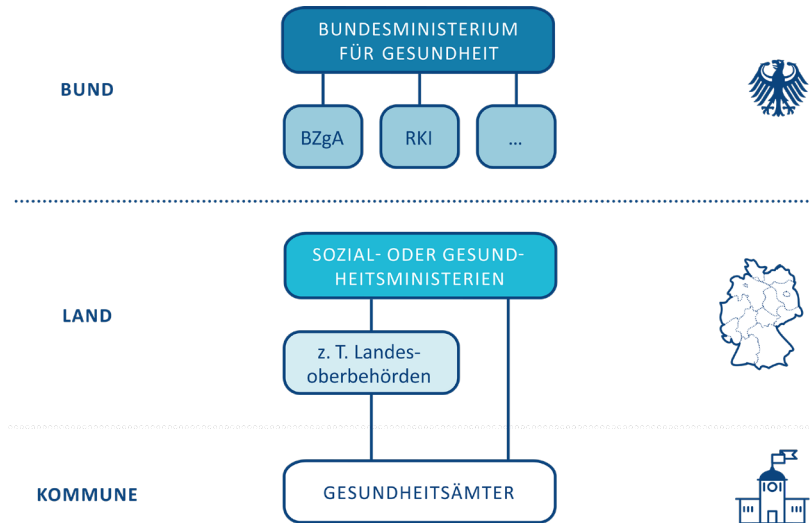 BUNDESMINISTERIUM
FÜR GESUNDHEIT
BUND
BZgA
RKI
...
SOZIAL- ODER GESUND-
HEITSMINISTERIEN
LAND
z. T. Landes-
oberbehörden
KOMMUNE
GESUNDHEITSÄMTER